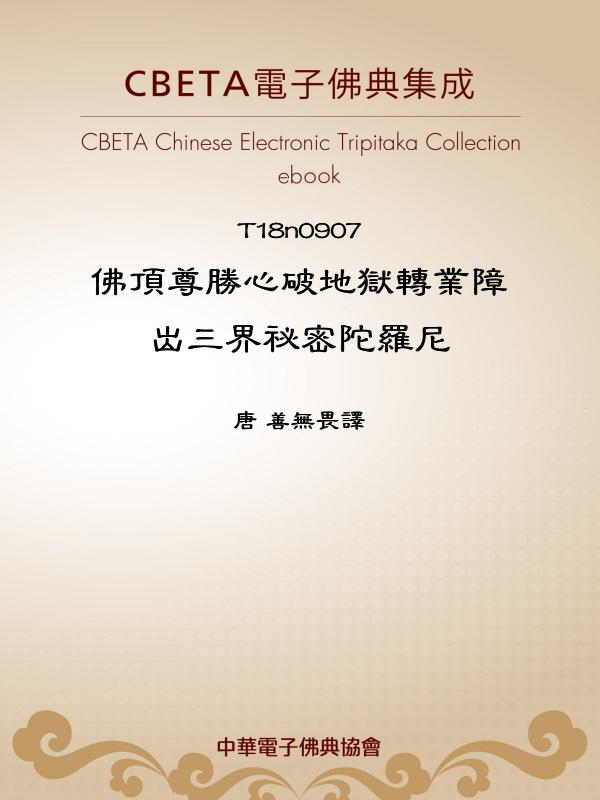 CBETA電子佛典集成
CBETA Chinese Electronic Tripitaka Collection
ebook
T18n0907
佛頂尊勝心破地獄轉業障
出三界祕密陀羅尼
唐 善無畏譯
中華電子佛典協會